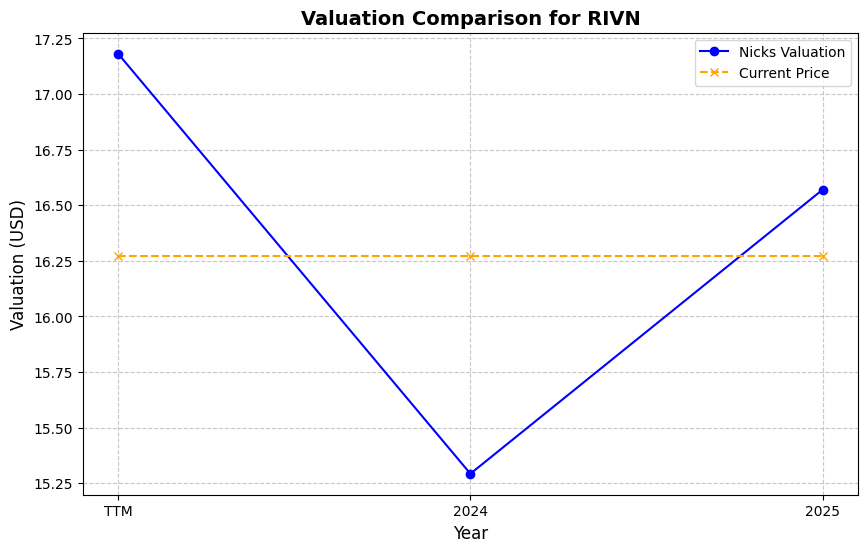 Valuation Comparison for RIVN
Nicks Valuation
Current Price
Valuation (USD)
17.25
17.00
16.75
16.50
16.25
16.00
15.75
15.50
15.25
TTM
2024
2025
Year